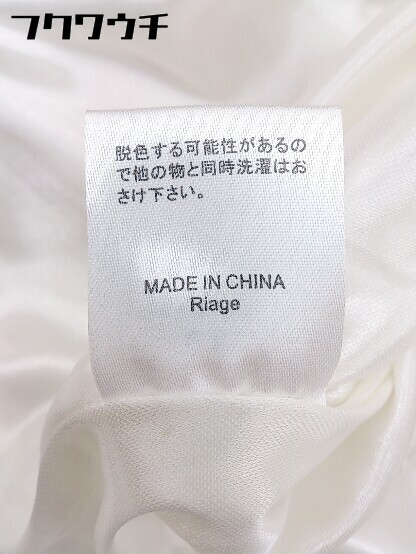 フクワウチ
脱色する可能性があるの
で他の物と同時洗濯はお
さけ下さい。
MADE IN CHINA
Riage